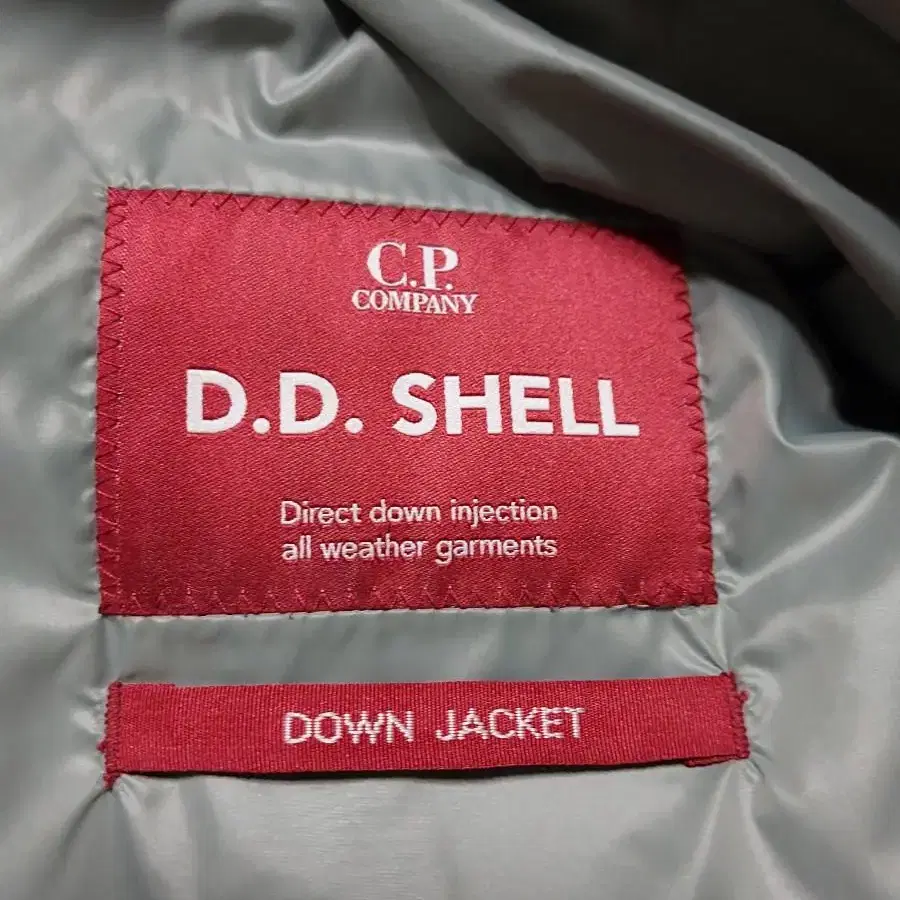 C.P.
COMPANY
D.D. SHELL
Direct down injection
all weather garments
DOWN JACKET